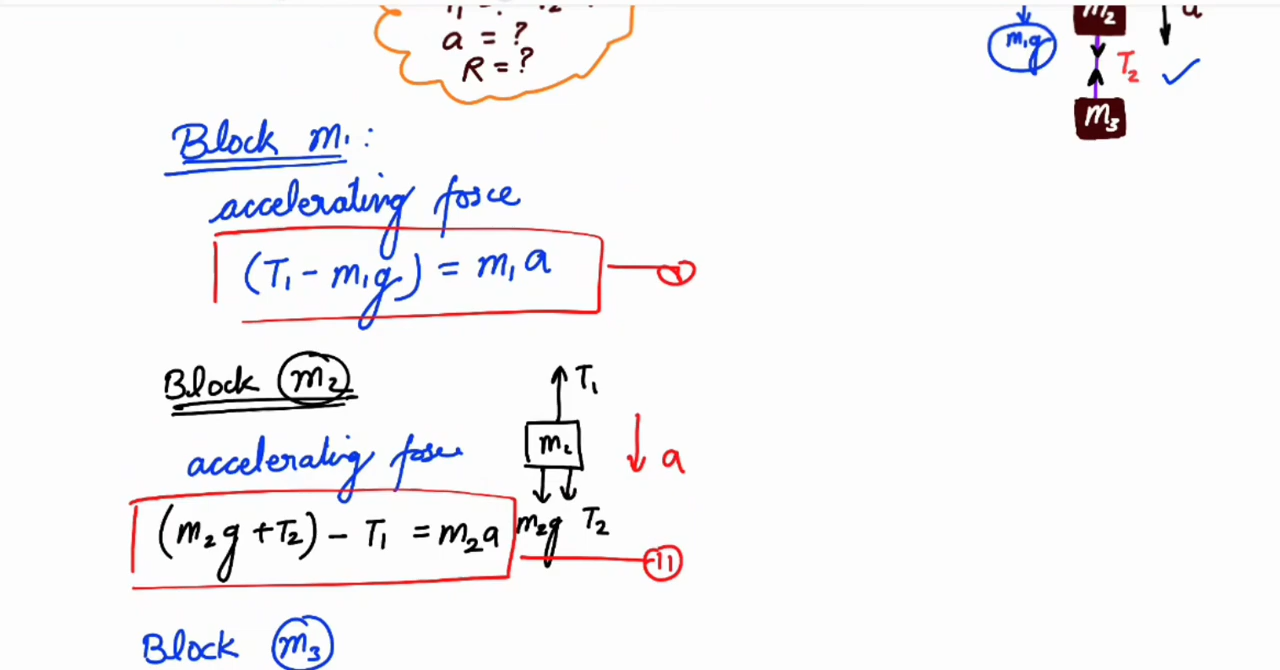 a = ?
R = ?
m₁g
m₂
a
T₂
m₃
Block m₁:
accelerating force
(T₁ - m₁g) = m₁a
Block m₂
T₁
m₂
a
accelerating force
(m₂g + T₂) - T₁ = m₂a
m₂g T₂
11
Block m₃